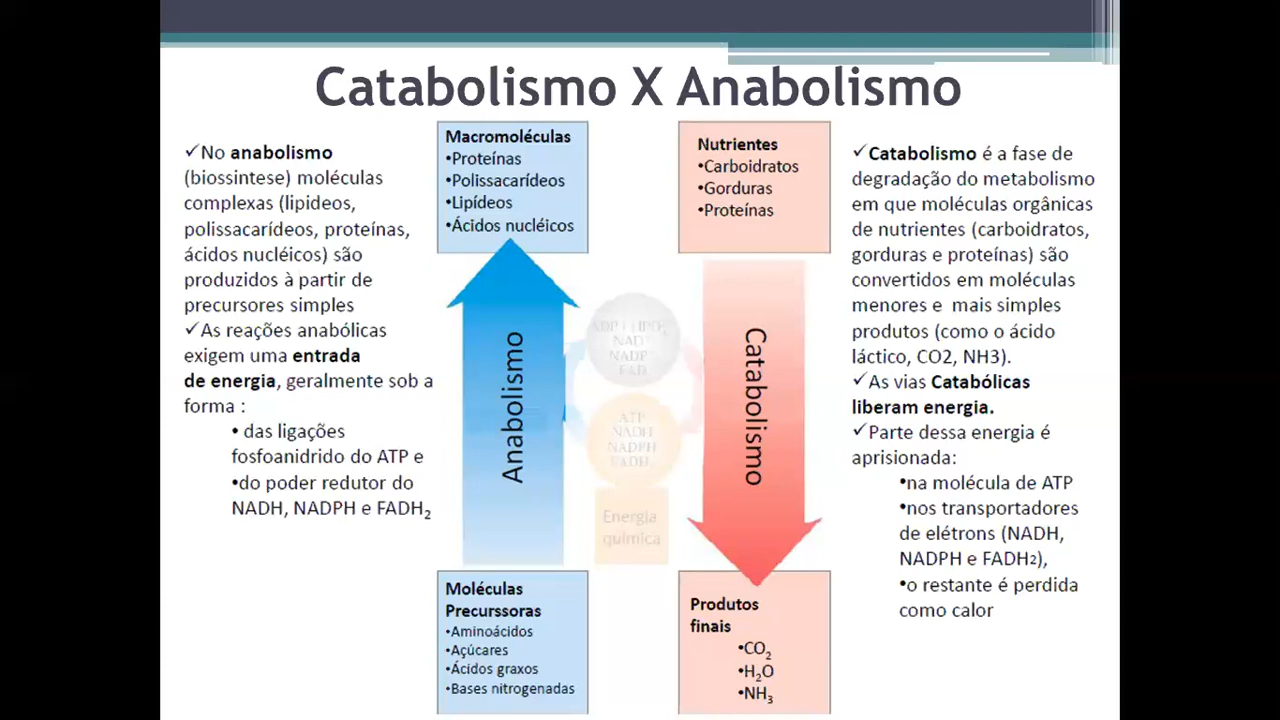 Catabolismo X Anabolismo
✓No anabolismo
(biossintese) moléculas
complexas (lipideos,
polissacarídeos, proteínas,
ácidos nucléicos) são
produzidos à partir de
precursores simples
✓As reações anabólicas
exigem uma entrada
de energia, geralmente sob a
forma :
• das ligações
fosfoanidrido do ATP e
•do poder redutor do
NADH, NADPH e FADH₂
Macromoléculas
•Proteínas
•Polissacarídeos
•Lipídeos
•Ácidos nucléicos
Anabolismo
Moléculas
Precurssoras
•Aminoácidos
•Açúcares
•Ácidos graxos
•Bases nitrogenadas
ATP
NADH
NADPH
Energia
química
Nutrientes
•Carboidratos
•Gorduras
•Proteínas
Catabolismo
Produtos
finais
•CO₂
•H₂O
•NH₃
✓Catabolismo é a fase de
degradação do metabolismo
em que moléculas orgânicas
de nutrientes (carboidratos,
gorduras e proteínas) são
convertidos em moléculas
menores e mais simples
produtos (como o ácido
láctico, CO2, NH3).
✓As vias Catabólicas
liberam energia.
✓Parte dessa energia é
aprisionada:
•na molécula de ATP
•nos transportadores
de elétrons (NADH,
NADPH e FADH2),
•o restante é perdida
como calor